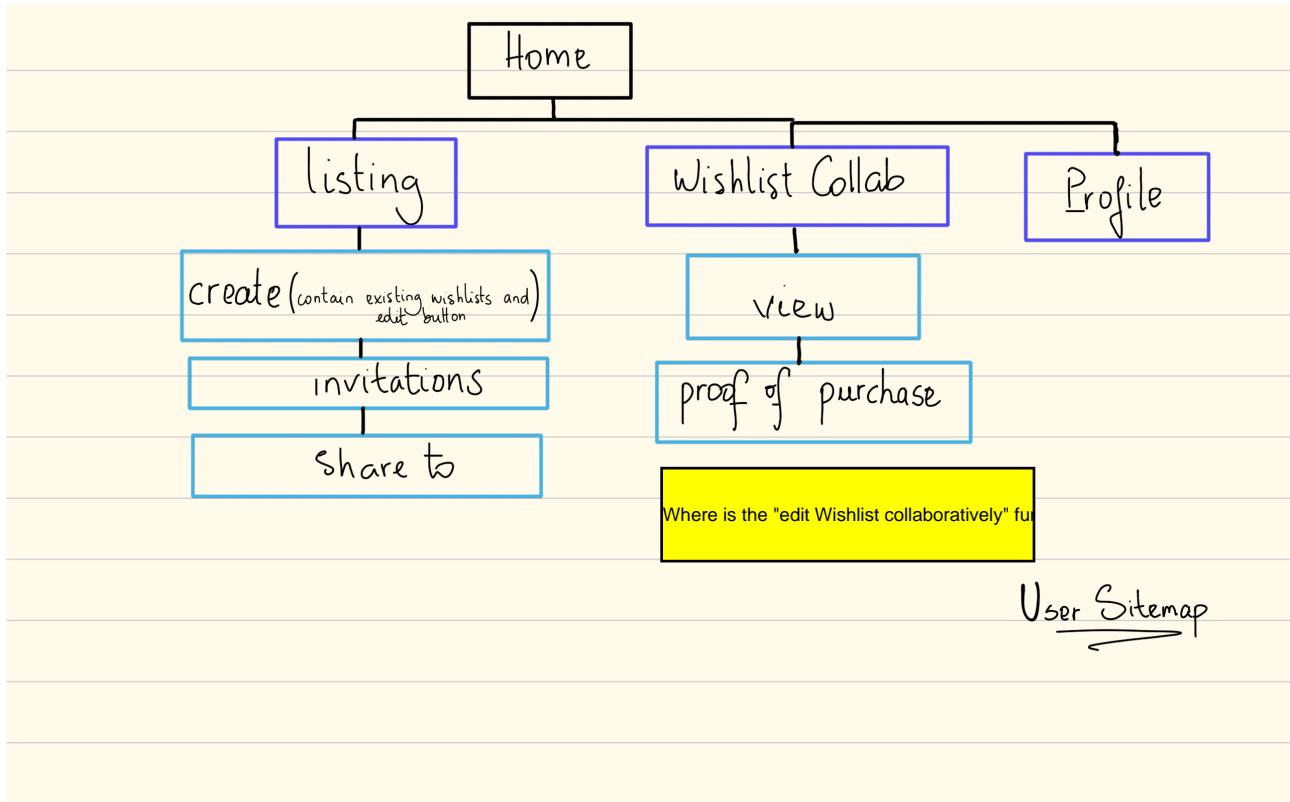 Home
listing
Wishlist Collab
Profile
create (contain existing wishlists and
edit button)
view
invitations
proof of purchase
share to
Where is the "edit Wishlist collaboratively"
User Sitemap